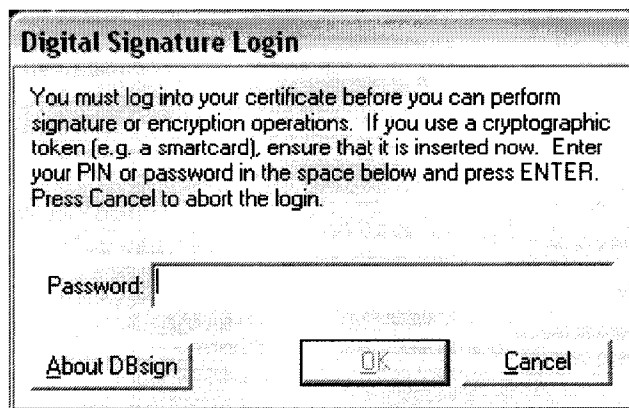 Digital Signature Login
You must log into your certificate before you can perform
signature or encryption operations.  If you use a cryptographic
token (e.g. a smartcard), ensure that it is inserted now.  Enter
your PIN or password in the space below and press ENTER.
Press Cancel to abort the login.
Password:
About DBsign OK Cancel